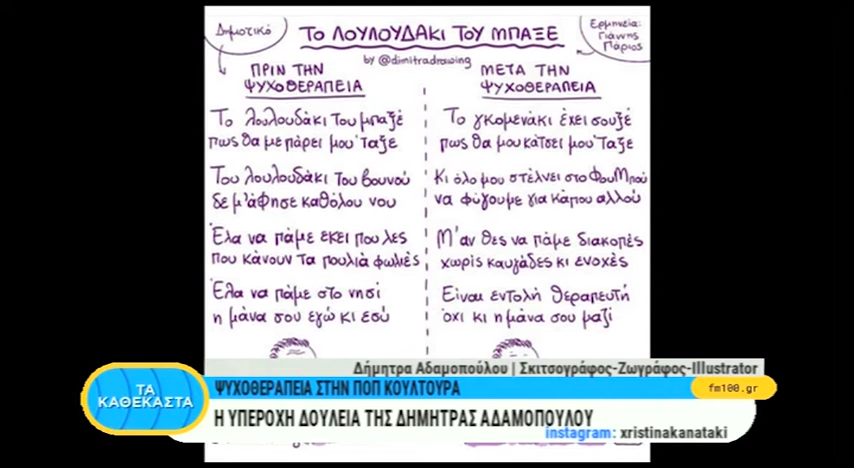 Δημοτικό
ΤΟ ΛΟΥΛΟΥΔΑΚΙ ΤΟΥ ΜΠΑΞΕ
Ερμηνεία:
Γιάννης
Πάριος
by @dimitradrawing
ΠΡΙΝ ΤΗΝ
ΨΥΧΟΘΕΡΑΠΕΙΑ
Το λουλουδάκι του μπαξέ
πως θα με πάρει μου 'ταξε
Του λουλουδάκι του βουνού
δε μ'άφησε καθόλου νου
Έλα να πάμε εκεί που λες
που κάνουν τα πουλιά φωλιές
Έλα να πάμε στο νησί
η μάνα σου εγώ κι εσύ
ΜΕΤΑ ΤΗΝ
ΨΥΧΟΘΕΡΑΠΕΙΑ
Το γκομενάκι έχει σουξέ
πως θα μου κάτσει μου 'ταξε
Κι όλο μου στέλνει στο Φου Μπου
να φύγουμε για κάπου αλλού
Μ'αν θες να πάμε διακοπές
χωρίς καυγάδες κι ενοχές
Είναι εντολή θεραπευτή
όχι κι η μάνα σου μαζί
Δήμητρα Αδαμοπούλου | Σκιτσογράφος-Ζωγράφος-Illustrator
ΤΑ
ΚΑΘΕΚΑΣΤΑ
ΨΥΧΟΘΕΡΑΠΕΙΑ ΣΤΗΝ ΠΟΠ ΚΟΥΛΤΟΥΡΑ
fm100.gr
Η ΥΠΕΡΟΧΗ ΔΟΥΛΕΙΑ ΤΗΣ ΔΗΜΗΤΡΑΣ ΑΔΑΜΟΠΟΥΛΟΥ
instagram: xristinakanataki